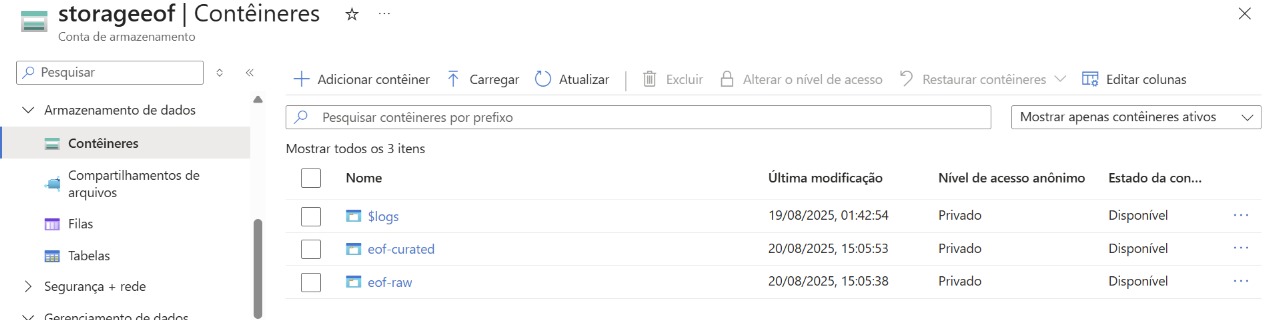 storageeof | Contêineres ☆ ···
Conta de armazenamento
Pesquisar
Adicionar contêiner Carregar Atualizar Excluir Alterar o nível de acesso Restaurar contêineres Editar colunas
Armazenamento de dados
Contêineres
Compartilhamentos de
arquivos
Filas
Tabelas
Segurança + rede
Gerenciamento de dados
Pesquisar contêineres por prefixo
Mostrar apenas contêineres ativos
Mostrar todos os 3 itens
Nome Última modificação Nível de acesso anônimo Estado da con...
$logs 19/08/2025, 01:42:54 Privado Disponível ···
eof-curated 20/08/2025, 15:05:53 Privado Disponível ···
eof-raw 20/08/2025, 15:05:38 Privado Disponível ···